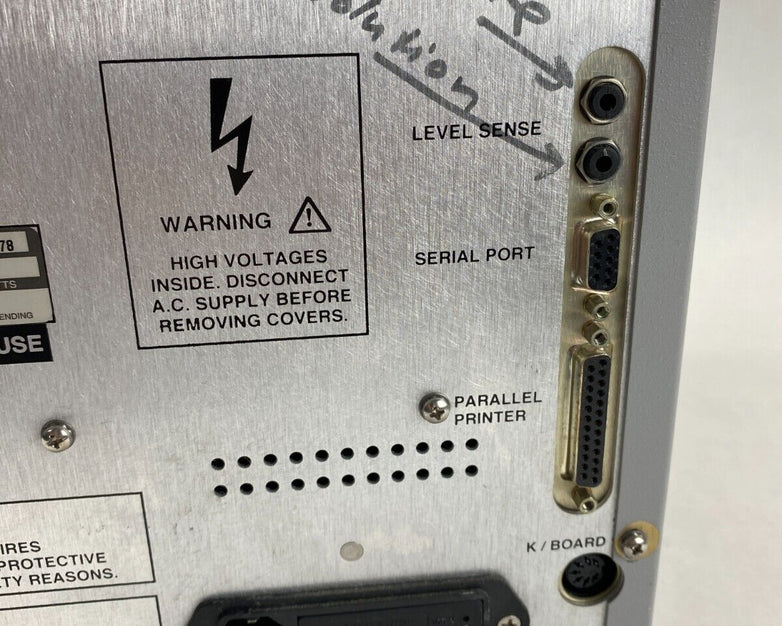 LEVEL SENSE
WARNING
HIGH VOLTAGES
INSIDE. DISCONNECT
A.C. SUPPLY BEFORE
REMOVING COVERS.
SERIAL PORT
78
TS
ENDING
USE
PARALLEL
PRINTER
K / BOARD
IRES
PROTECTIVE
TY REASONS.